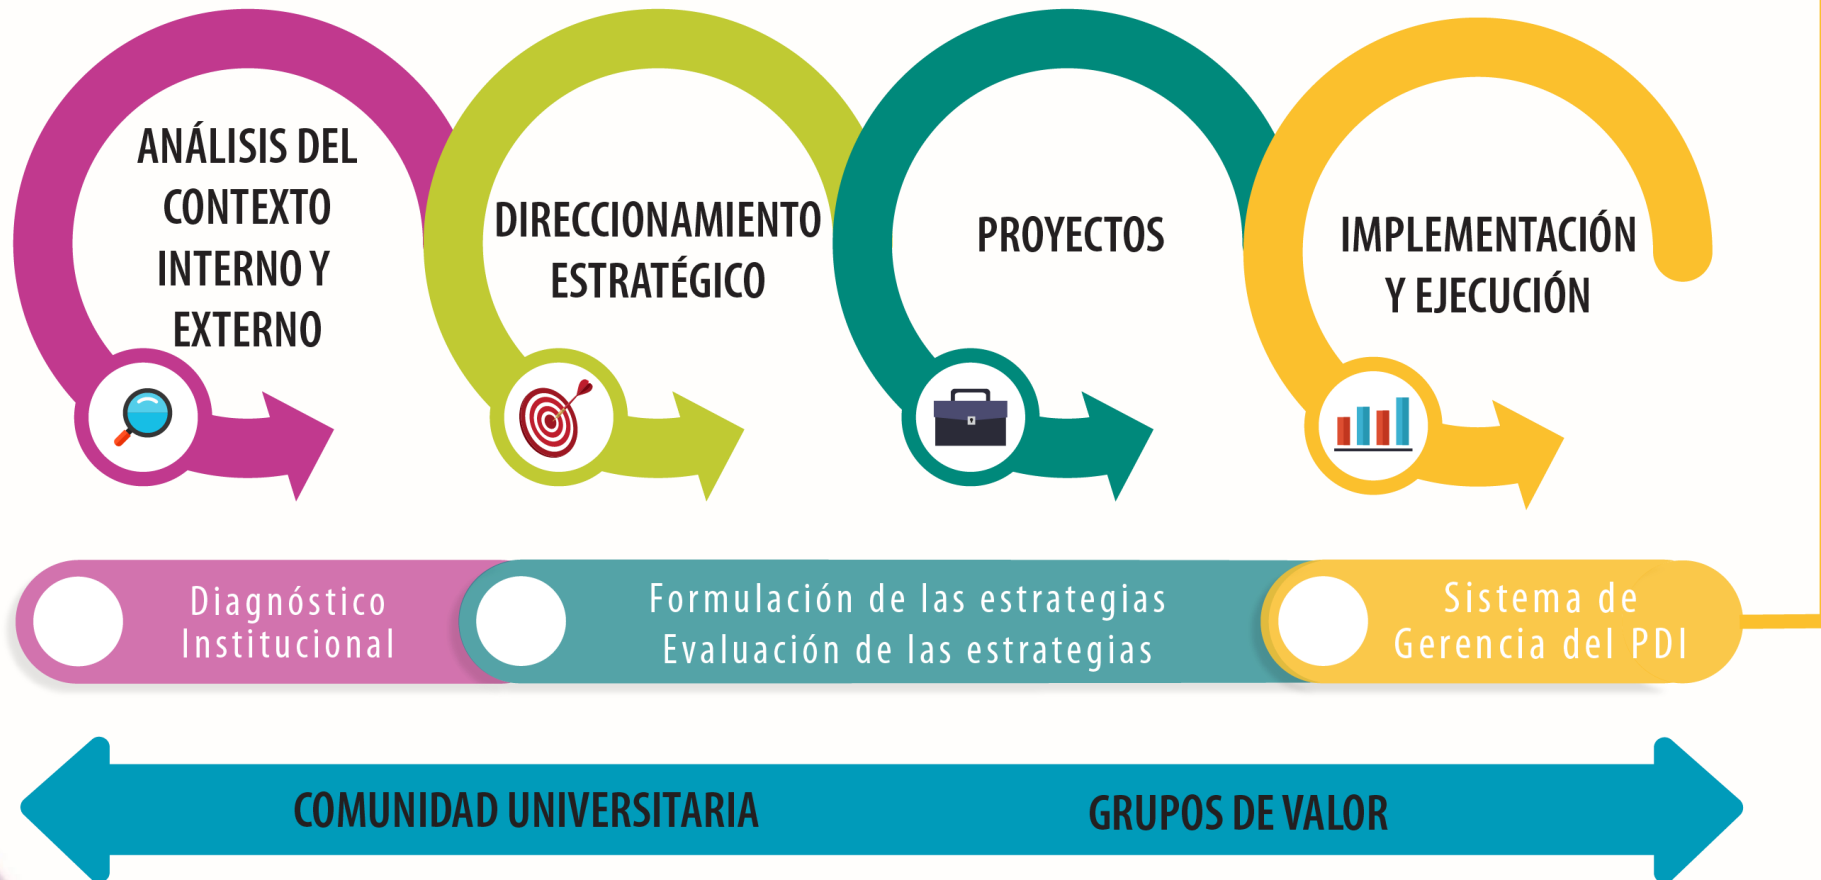 ANÁLISIS DEL
CONTEXTO
INTERNO Y
EXTERNO
DIRECCIONAMIENTO
ESTRATÉGICO
PROYECTOS
IMPLEMENTACIÓN
Y EJECUCIÓN
Diagnóstico
Institucional
Formulación de las estrategias
Evaluación de las estrategias
Sistema de
Gerencia del PDI
COMUNIDAD UNIVERSITARIA
GRUPOS DE VALOR